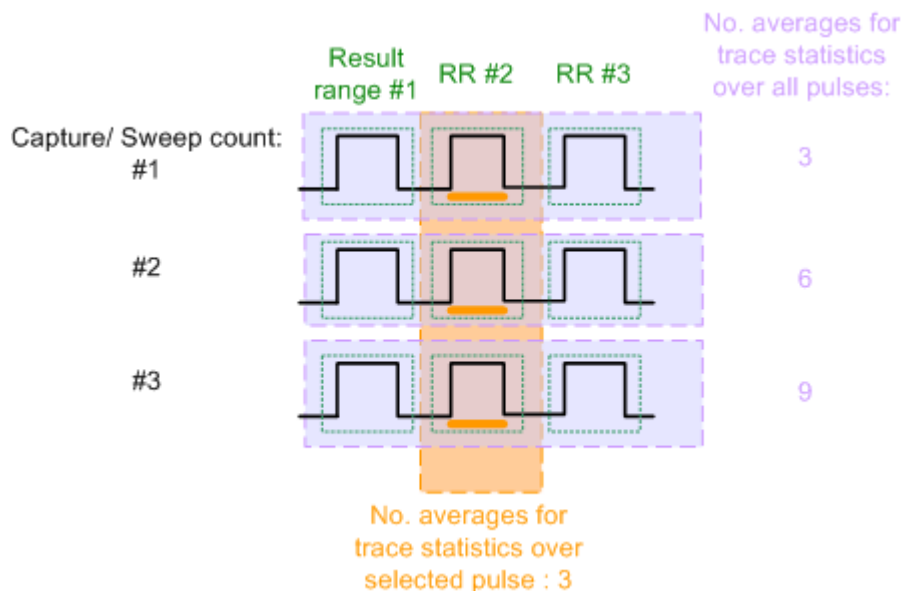 No. averages for
trace statistics
over all pulses:
Result
range #1
RR #2
RR #3
Capture/ Sweep count:
#1
3
#2
6
#3
9
No. averages for
trace statistics over
selected pulse : 3